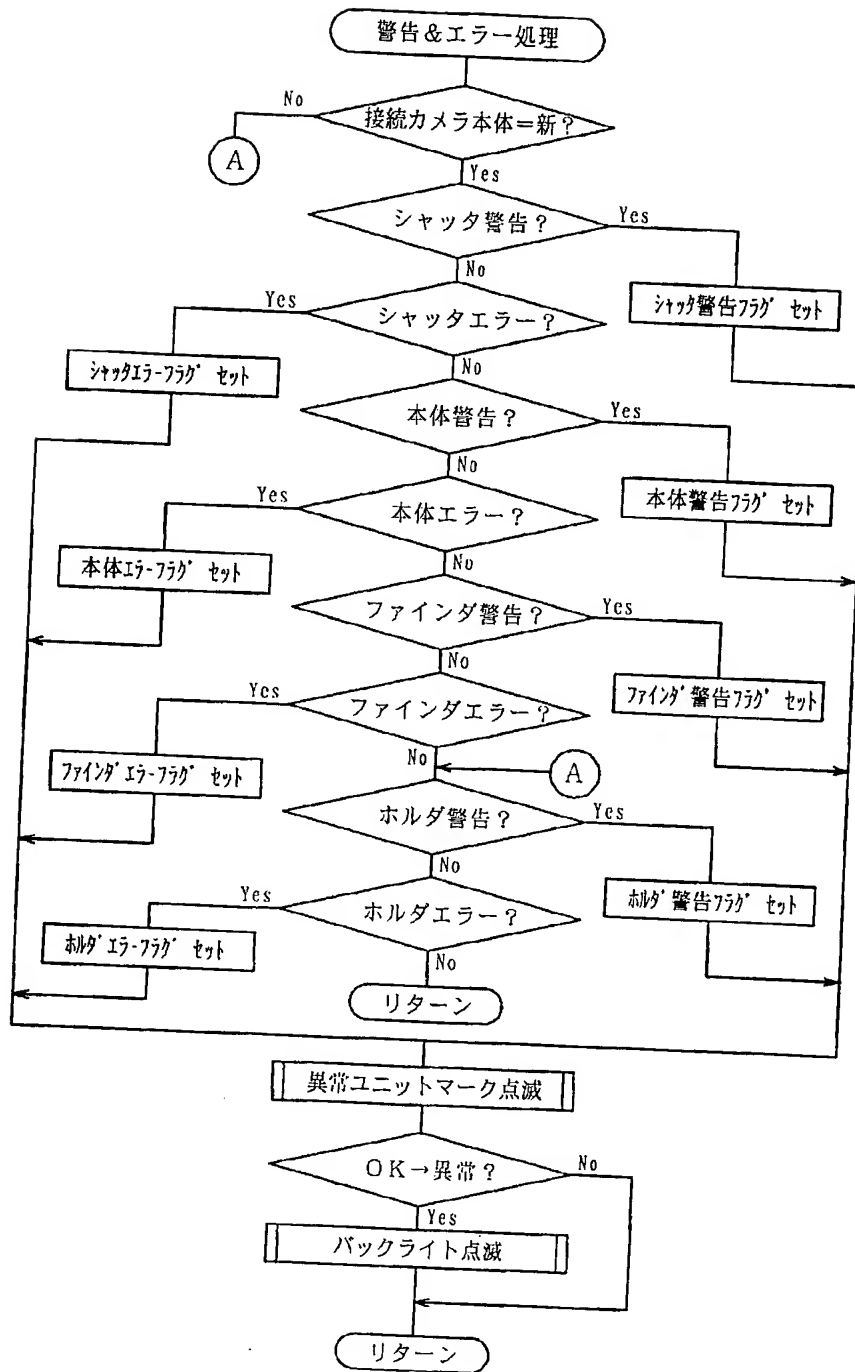 警告＆エラー処理
No
接続カメラ本体＝新？
A
Yes
シャッタ警告？
Yes
No
シャッタ警告フラグ セット
Yes
シャッタエラー？
シャッタエラーフラグ セット
No
本体警告？
Yes
No
本体警告フラグ セット
Yes
本体エラー？
本体エラーフラグ セット
No
ファインダ警告？
Yes
No
ファインダ警告フラグ セット
Yes
ファインダエラー？
ファインダエラーフラグ セット
No
A
ホルダ警告？
Yes
No
ホルダ警告フラグ セット
Yes
ホルダエラー？
ホルダエラーフラグ セット
No
リターン
異常ユニットマーク点滅
OK→異常？
No
Yes
バックライト点滅
リターン